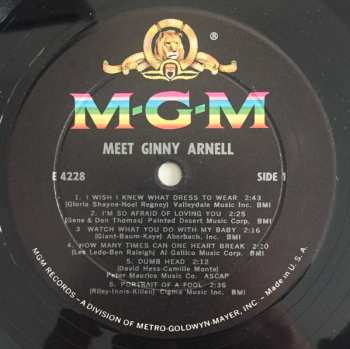 ®
M-G-M
MEET GINNY ARNELL
E 4228 SIDE 1
1. I WISH I KNEW WHAT DRESS TO WEAR 2:43
(Gloria Shayne-Noel Regney) Valleydale Music Inc. BMI
2. I'M SO AFRAID OF LOVING YOU 2:25
(Gene & Don Thomas) Painted Desert Music Corp. BMI
3 WATCH WHAT YOU DO WITH MY BABY 2:16
(Giant-Baum-Kaye) Aberbach, Inc. BMI
4. HOW MANY TIMES CAN ONE HEART BREAK 2:20
(Les Ledo-Ben Raleigh) Al Gallico Music Corp. BMI
5. DUMB HEAD 2:12
(David Hess-Camille Monte)
Peter Maurice Music Co. ASCAP
6. PORTRAIT OF A FOOL 2:36
(Riley-Innis-Killen) Cigma Music Inc. BMI
MGM RECORDS - A DIVISION OF METRO-GOLDWYN-MAYER, INC. - Made in U.S.A.